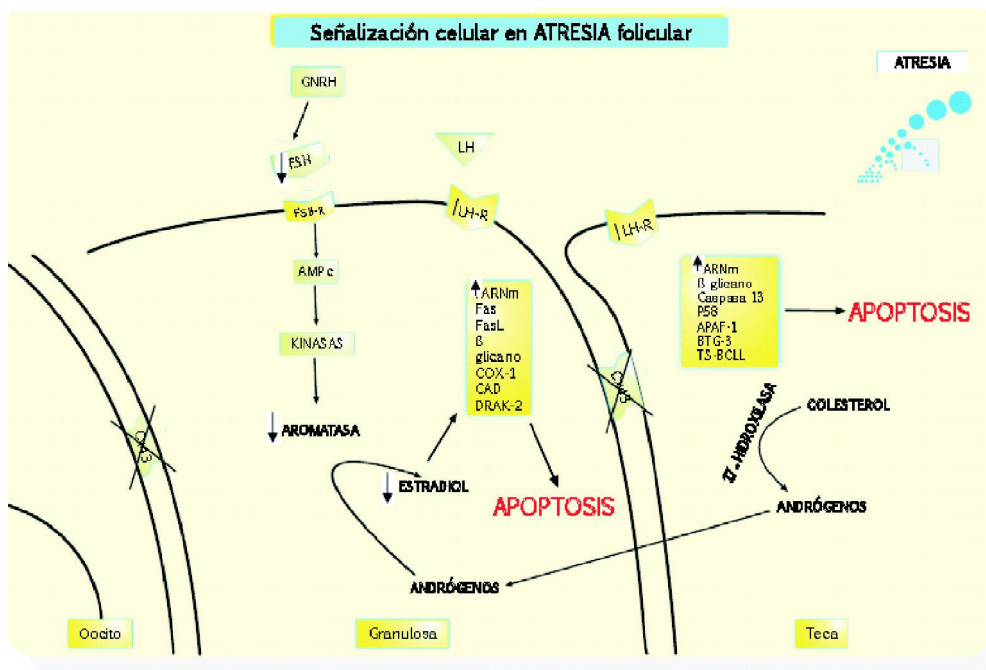 Señalización celular en ATRESIA folicular
ATRESIA
GNRH
FSH
LH
FSH-R
LH-R
LH-R
AMPc
KINASAS
AROMATASA
ESTRADIOL
ARNm
Fas
FasL
ß
glicano
COX-1
CAD
DRAK-2
APOPTOSIS
ARNm
ß glicano
Caspasa 13
P58
APAF-1
BTG-3
TS-BCLL
APOPTOSIS
COLESTEROL
HIDROXILASA
ANDRÓGENOS
ANDRÓGENOS
Oocito
Granulosa
Teca